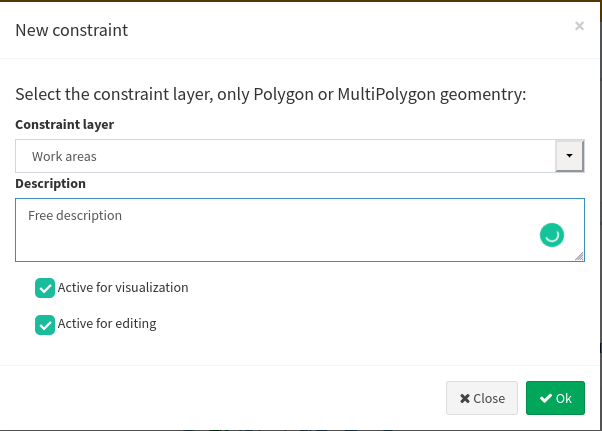 New constraint
×
Select the constraint layer, only Polygon or MultiPolygon geomentry:
Constraint layer
Work areas
Description
Free description
Active for visualization
Active for editing
Close
Ok